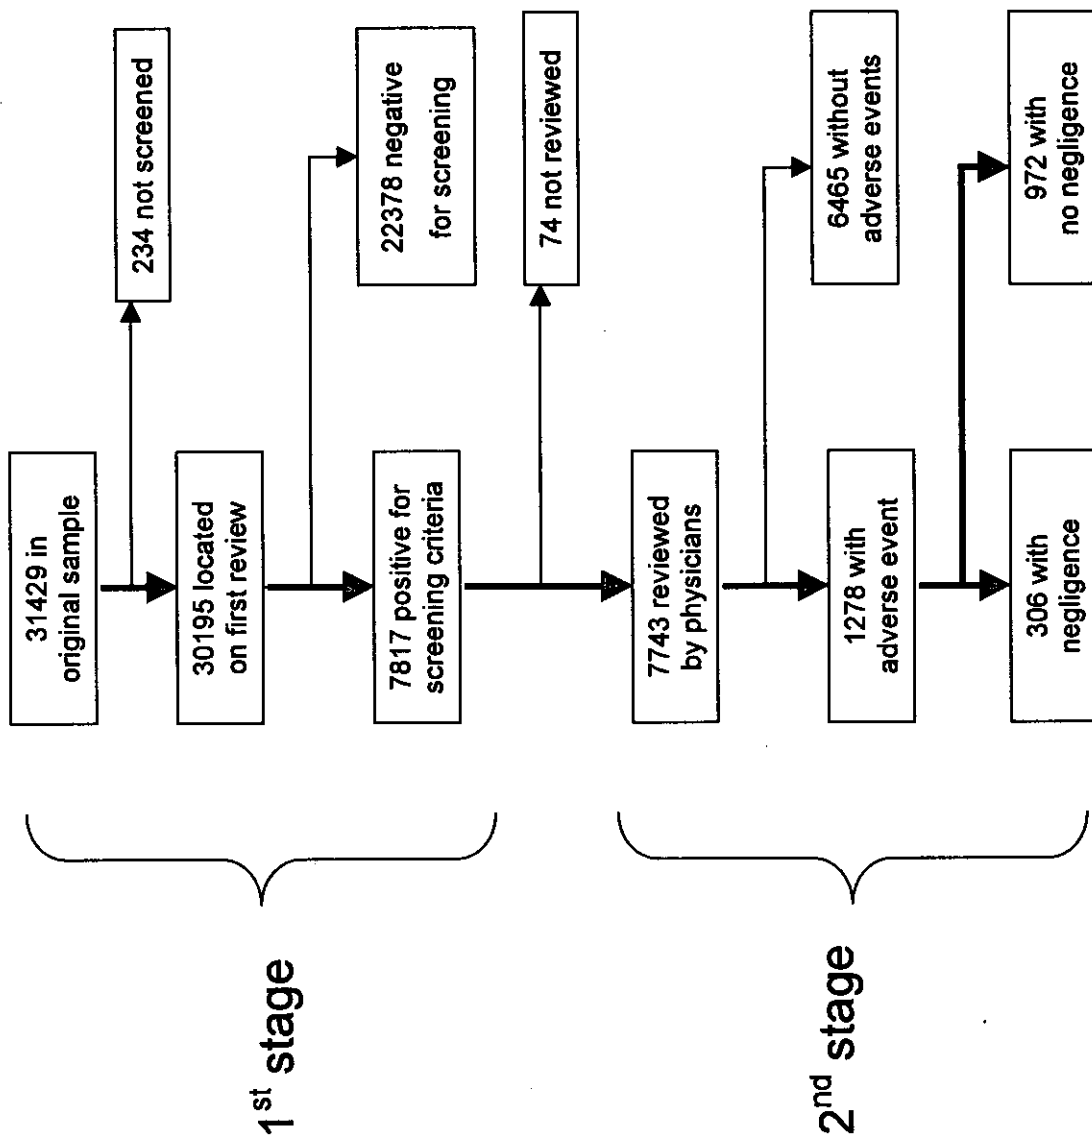 1st stage
31429 in
original sample
234 not screened
30195 located
on first review
22378 negative
for screening
7817 positive for
screening criteria
74 not reviewed
2nd stage
7743 reviewed
by physicians
6465 without
adverse events
1278 with
adverse event
306 with
negligence
972 with
no negligence